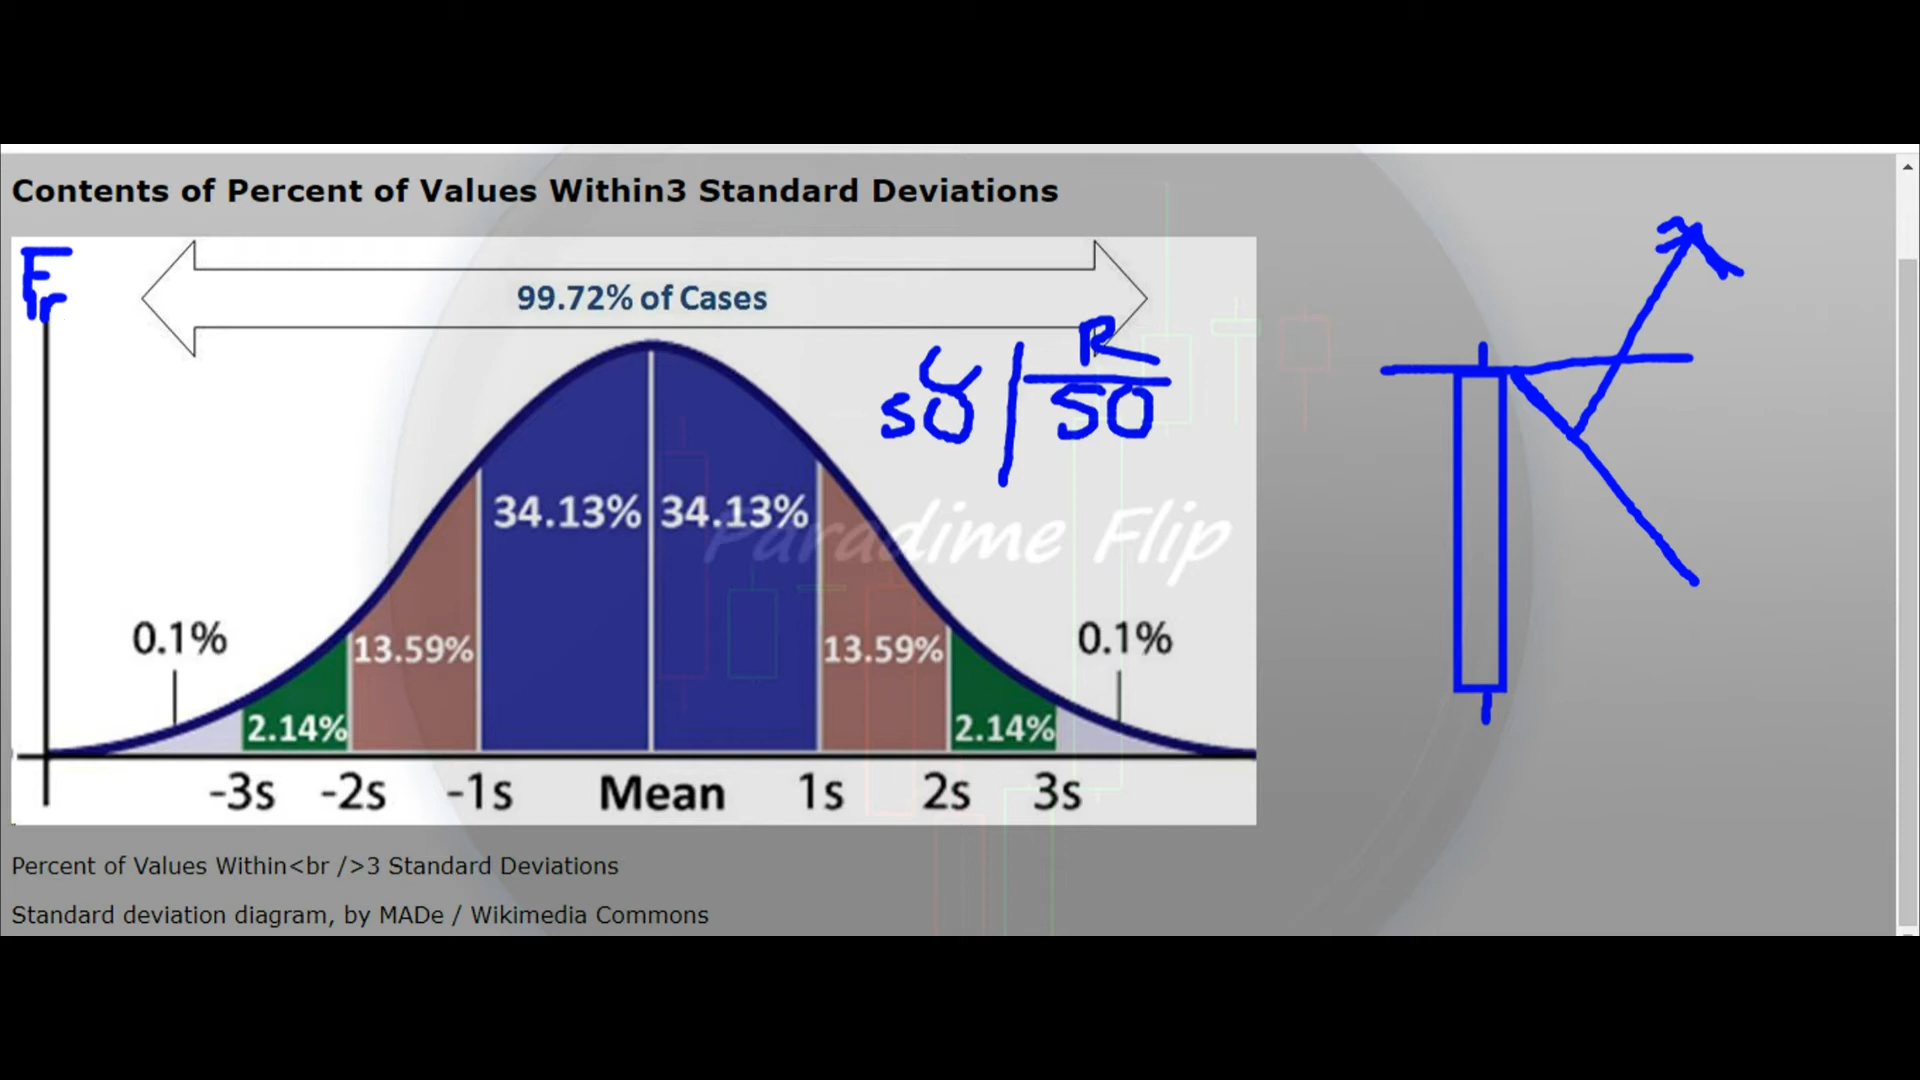 Contents of Percent of Values Within3 Standard Deviations
Fr
99.72% of Cases
R
50
50
34.13% 34.13%
Paradime Flip
0.1% 13.59% 13.59% 0.1%
2.14% 2.14%
-3s -2s -1s Mean 1s 2s 3s
Percent of Values Within<br />3 Standard Deviations
Standard deviation diagram, by MADe / Wikimedia Commons